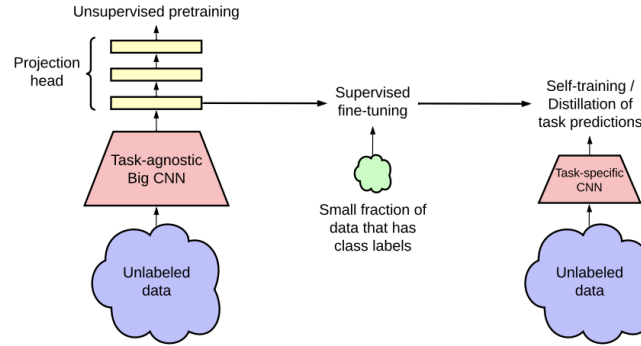 Unsupervised pretraining
Projection
head
Task-agnostic
Big CNN
Unlabeled
data
Supervised
fine-tuning
Small fraction of
data that has
class labels
Self-training /
Distillation of
task predictions
Task-specific
CNN
Unlabeled
data